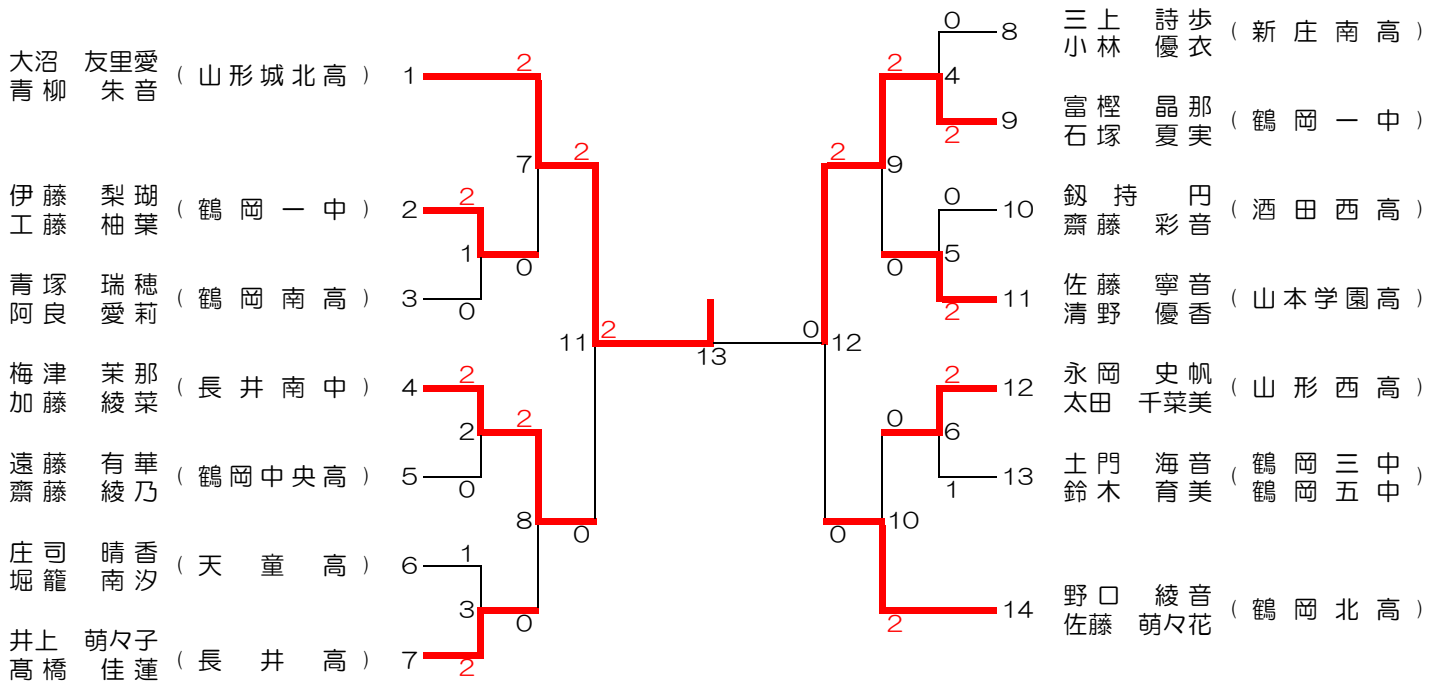 大沼 友里愛
青柳 朱音
(山形城北高)
1
2
7
2
伊藤 梨瑚
工藤 柚葉
(鶴岡一中)
2
2
1
0
青塚 瑞穂
阿良 愛莉
(鶴岡南高)
3
0
11
2
13
梅津 茉那
加藤 綾菜
(長井南中)
4
2
2
2
遠藤 有華
齋藤 綾乃
(鶴岡中央高)
5
0
8
0
庄司 晴香
堀籠 南汐
(天童高)
6
1
3
0
井上 萌々子
髙橋 佳蓮
(長井高)
7
2
0
8
三上 詩歩
小林 優衣
(新庄南高)
2
4
2
9
富樫 晶那
石塚 夏実
(鶴岡一中)
2
9
0
10
釼持 円
齋藤 彩音
(酒田西高)
0
5
2
11
佐藤 寧音
清野 優香
(山本学園高)
0
12
2
12
永岡 史帆
太田 千菜美
(山形西高)
0
6
1
13
土門 海音
鈴木 育美
(鶴岡三中
鶴岡五中)
0
10
2
14
野口 綾音
佐藤 萌々花
(鶴岡北高)